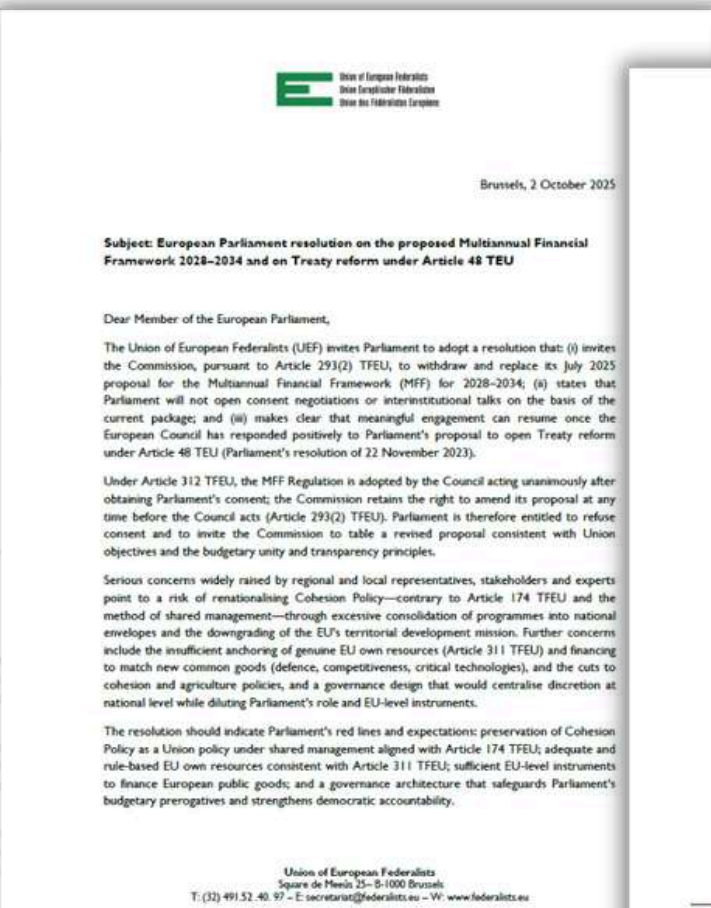 Union of European Federalists
Union Europäischer Föderalisten
Union des Fédéralistes Européens
Brussels, 2 October 2025
Subject: European Parliament resolution on the proposed Multiannual Financial
Framework 2028–2034 and on Treaty reform under Article 48 TEU
Dear Member of the European Parliament,
The Union of European Federalists (UEF) invites Parliament to adopt a resolution that: (i) invites
the Commission, pursuant to Article 293(2) TFEU, to withdraw and replace its July 2025
proposal for the Multiannual Financial Framework (MFF) for 2028–2034; (ii) states that
Parliament will not open consent negotiations or interinstitutional talks on the basis of the
current package; and (iii) makes clear that meaningful engagement can resume once the
European Council has responded positively to Parliament's proposal to open Treaty reform
under Article 48 TEU (Parliament's resolution of 22 November 2023).
Under Article 312 TFEU, the MFF Regulation is adopted by the Council acting unanimously after
obtaining Parliament's consent; the Commission retains the right to amend its proposal at any
time before the Council acts (Article 293(2) TFEU). Parliament is therefore entitled to refuse
consent and to invite the Commission to table a revised proposal consistent with Union
objectives and the budgetary unity and transparency principles.
Serious concerns widely raised by regional and local representatives, stakeholders and experts
point to a risk of renationalising Cohesion Policy—contrary to Article 174 TFEU and the
method of shared management—through excessive consolidation of programmes into national
envelopes and the downgrading of the EU's territorial development mission. Further concerns
include the insufficient anchoring of genuine EU own resources (Article 311 TFEU) and financing
to match new common goods (defence, competitiveness, critical technologies), and the cuts to
cohesion and agriculture policies, and a governance design that would centralise discretion at
national level while diluting Parliament's role and EU-level instruments.
The resolution should indicate Parliament's red lines and expectations: preservation of Cohesion
Policy as a Union policy under shared management aligned with Article 174 TFEU; adequate and
rule-based EU own resources consistent with Article 311 TFEU; sufficient EU-level instruments
to finance European public goods; and a governance architecture that safeguards Parliament's
budgetary prerogatives and strengthens democratic accountability.
Union of European Federalists
Square de Meeûs 25– B-1000 Brussels
T: (32) 491.52 .40. 97 – E: secretariat@federalists.eu – W: www.federalists.eu